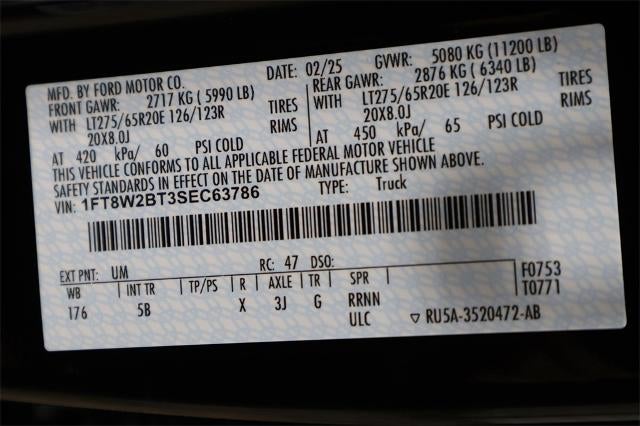 MFD. BY FORD MOTOR CO. DATE: 02/25 GVWR: 5080 KG (11200 LB)
FRONT GAWR: 2717 KG (5990 LB) REAR GAWR: 2876 KG (6340 LB)
WITH LT275/65R20E 126/123R TIRES WITH LT275/65R20E 126/123R TIRES
20X8.0J RIMS 20X8.0J RIMS
AT 420 kPa/ 60 PSI COLD AT 450 kPa/ 65 PSI COLD
THIS VEHICLE CONFORMS TO ALL APPLICABLE FEDERAL MOTOR VEHICLE
SAFETY STANDARDS IN EFFECT ON THE DATE OF MANUFACTURE SHOWN ABOVE.
VIN: 1FT8W2BT3SEC63786 TYPE: Truck
EXT PNT: UM RC: 47 DSO:
WB INT TR TP/PS R AXLE TR SPR F0753
176 5B X 3J G RRNN T0771
ULC ▽ RU5A-3520472-AB